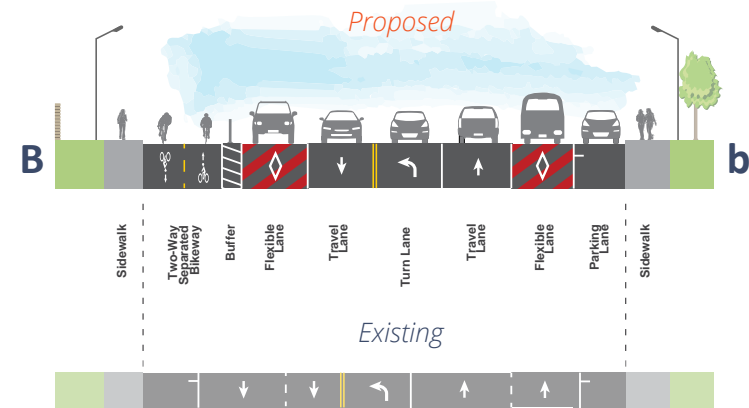 Proposed
B
b
Sidewalk
Two-Way
Separated
Bikeway
Buffer
Flexible
Lane
Travel
Lane
Turn Lane
Travel
Lane
Flexible
Lane
Parking
Lane
Sidewalk
Existing